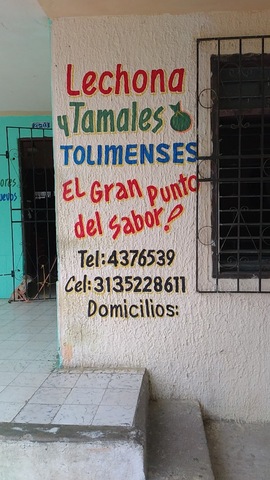 Lechona
y Tamales
TOLIMENSES
EL Gran Punto
del Sabor!
Tel:4376539
Cel:3135228611
Domicilios: